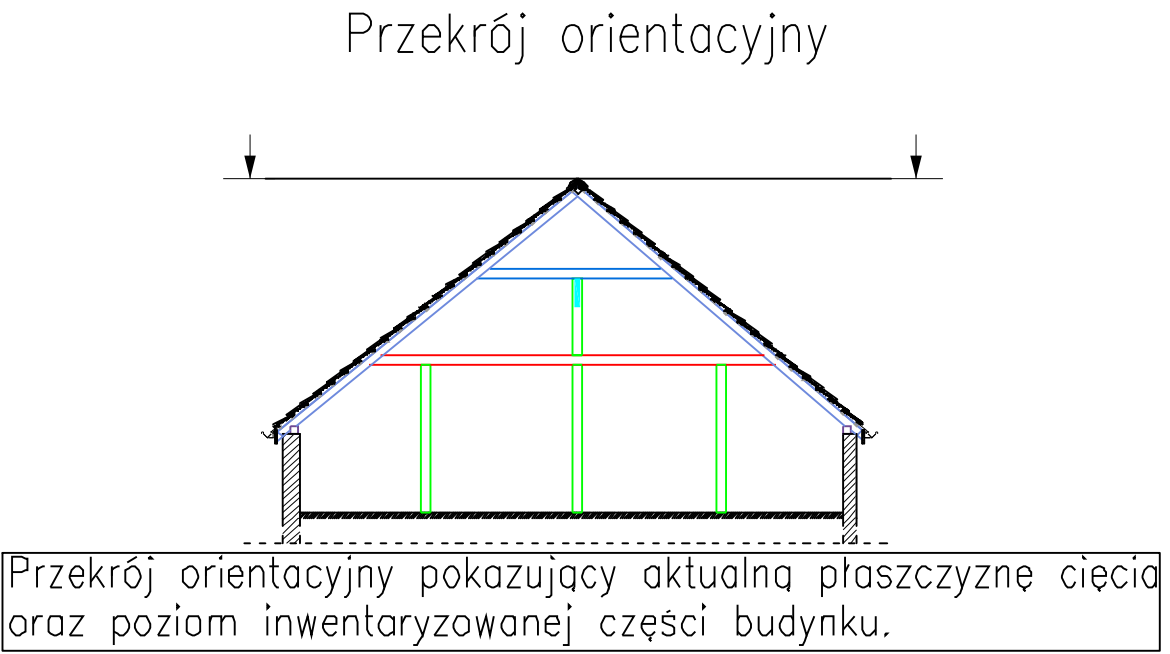 Przekrój orientacyjny
Przekrój orientacyjny pokazujący aktualną płaszczyznę cięcia
oraz poziom inwentaryzowanej części budynku.